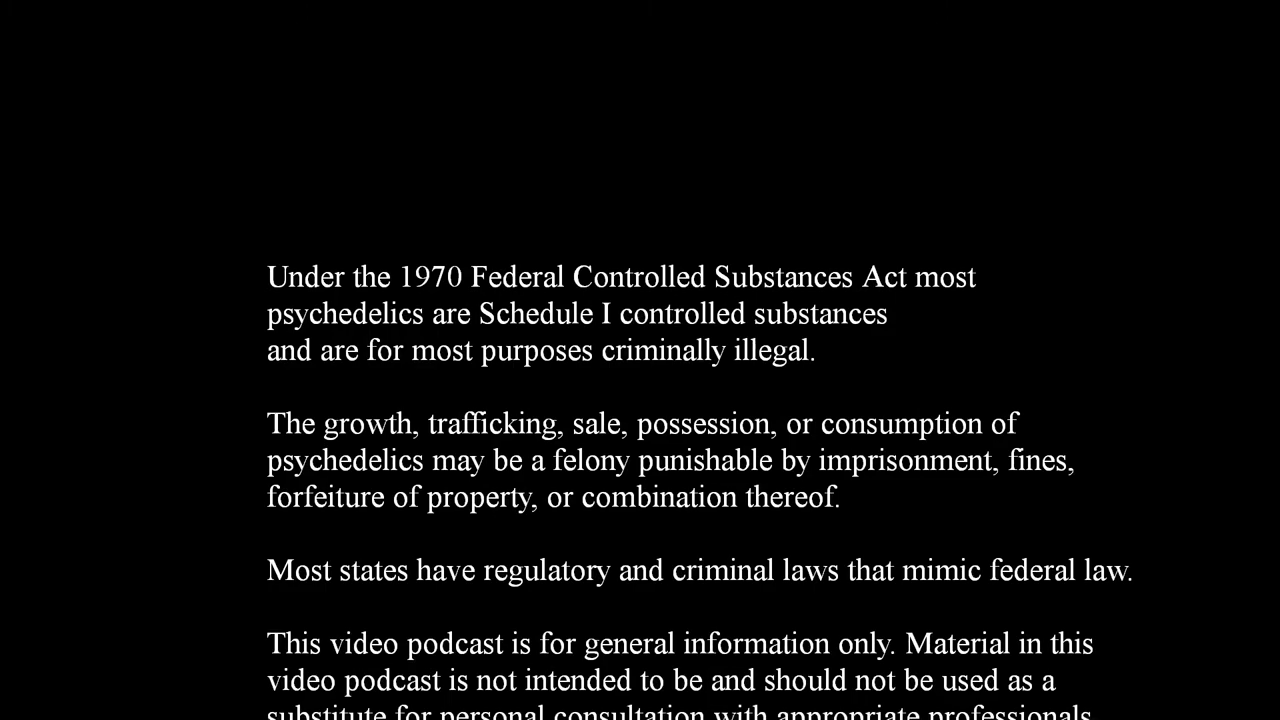 Under the 1970 Federal Controlled Substances Act most
psychedelics are Schedule I controlled substances
and are for most purposes criminally illegal.
The growth, trafficking, sale, possession, or consumption of
psychedelics may be a felony punishable by imprisonment, fines,
forfeiture of property, or combination thereof.
Most states have regulatory and criminal laws that mimic federal law.
This video podcast is for general information only. Material in this
video podcast is not intended to be and should not be used as a
substitute for personal consultation with appropriate professionals